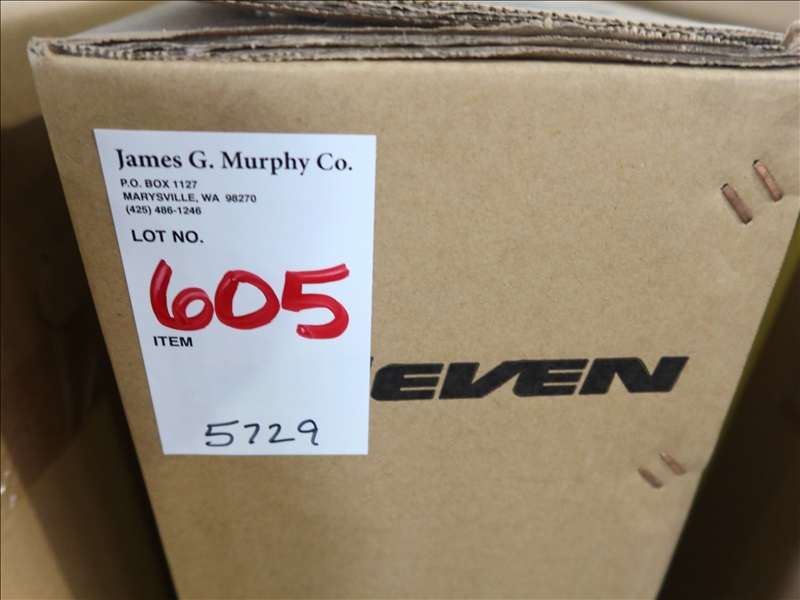 James G. Murphy Co.
P.O. BOX 1127
MARYSVILLE, WA 98270
(425) 486-1246
LOT NO.
605
ITEM
EVEN
5729